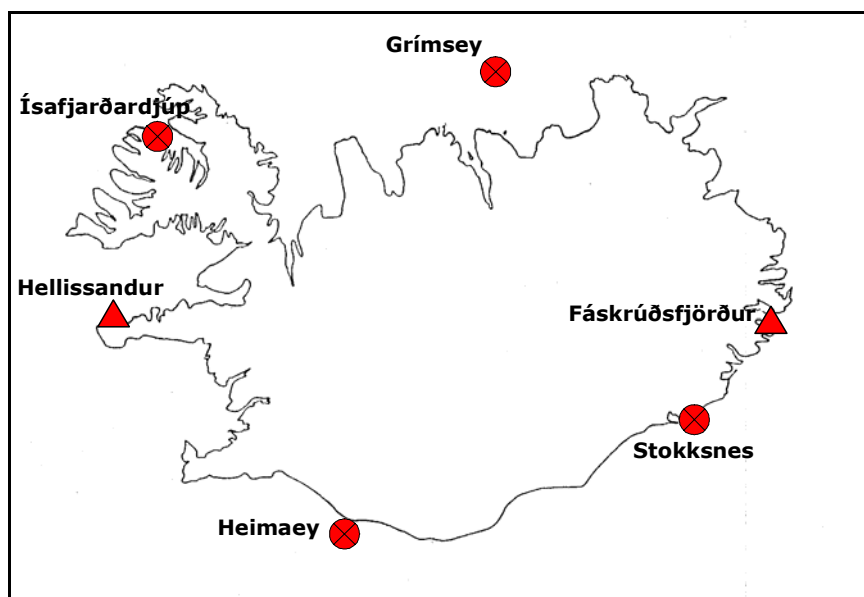 Grímsey
Ísafjarðardjúp
Hellissandur
Fáskrúðsfjörður
Stokksnes
Heimaey